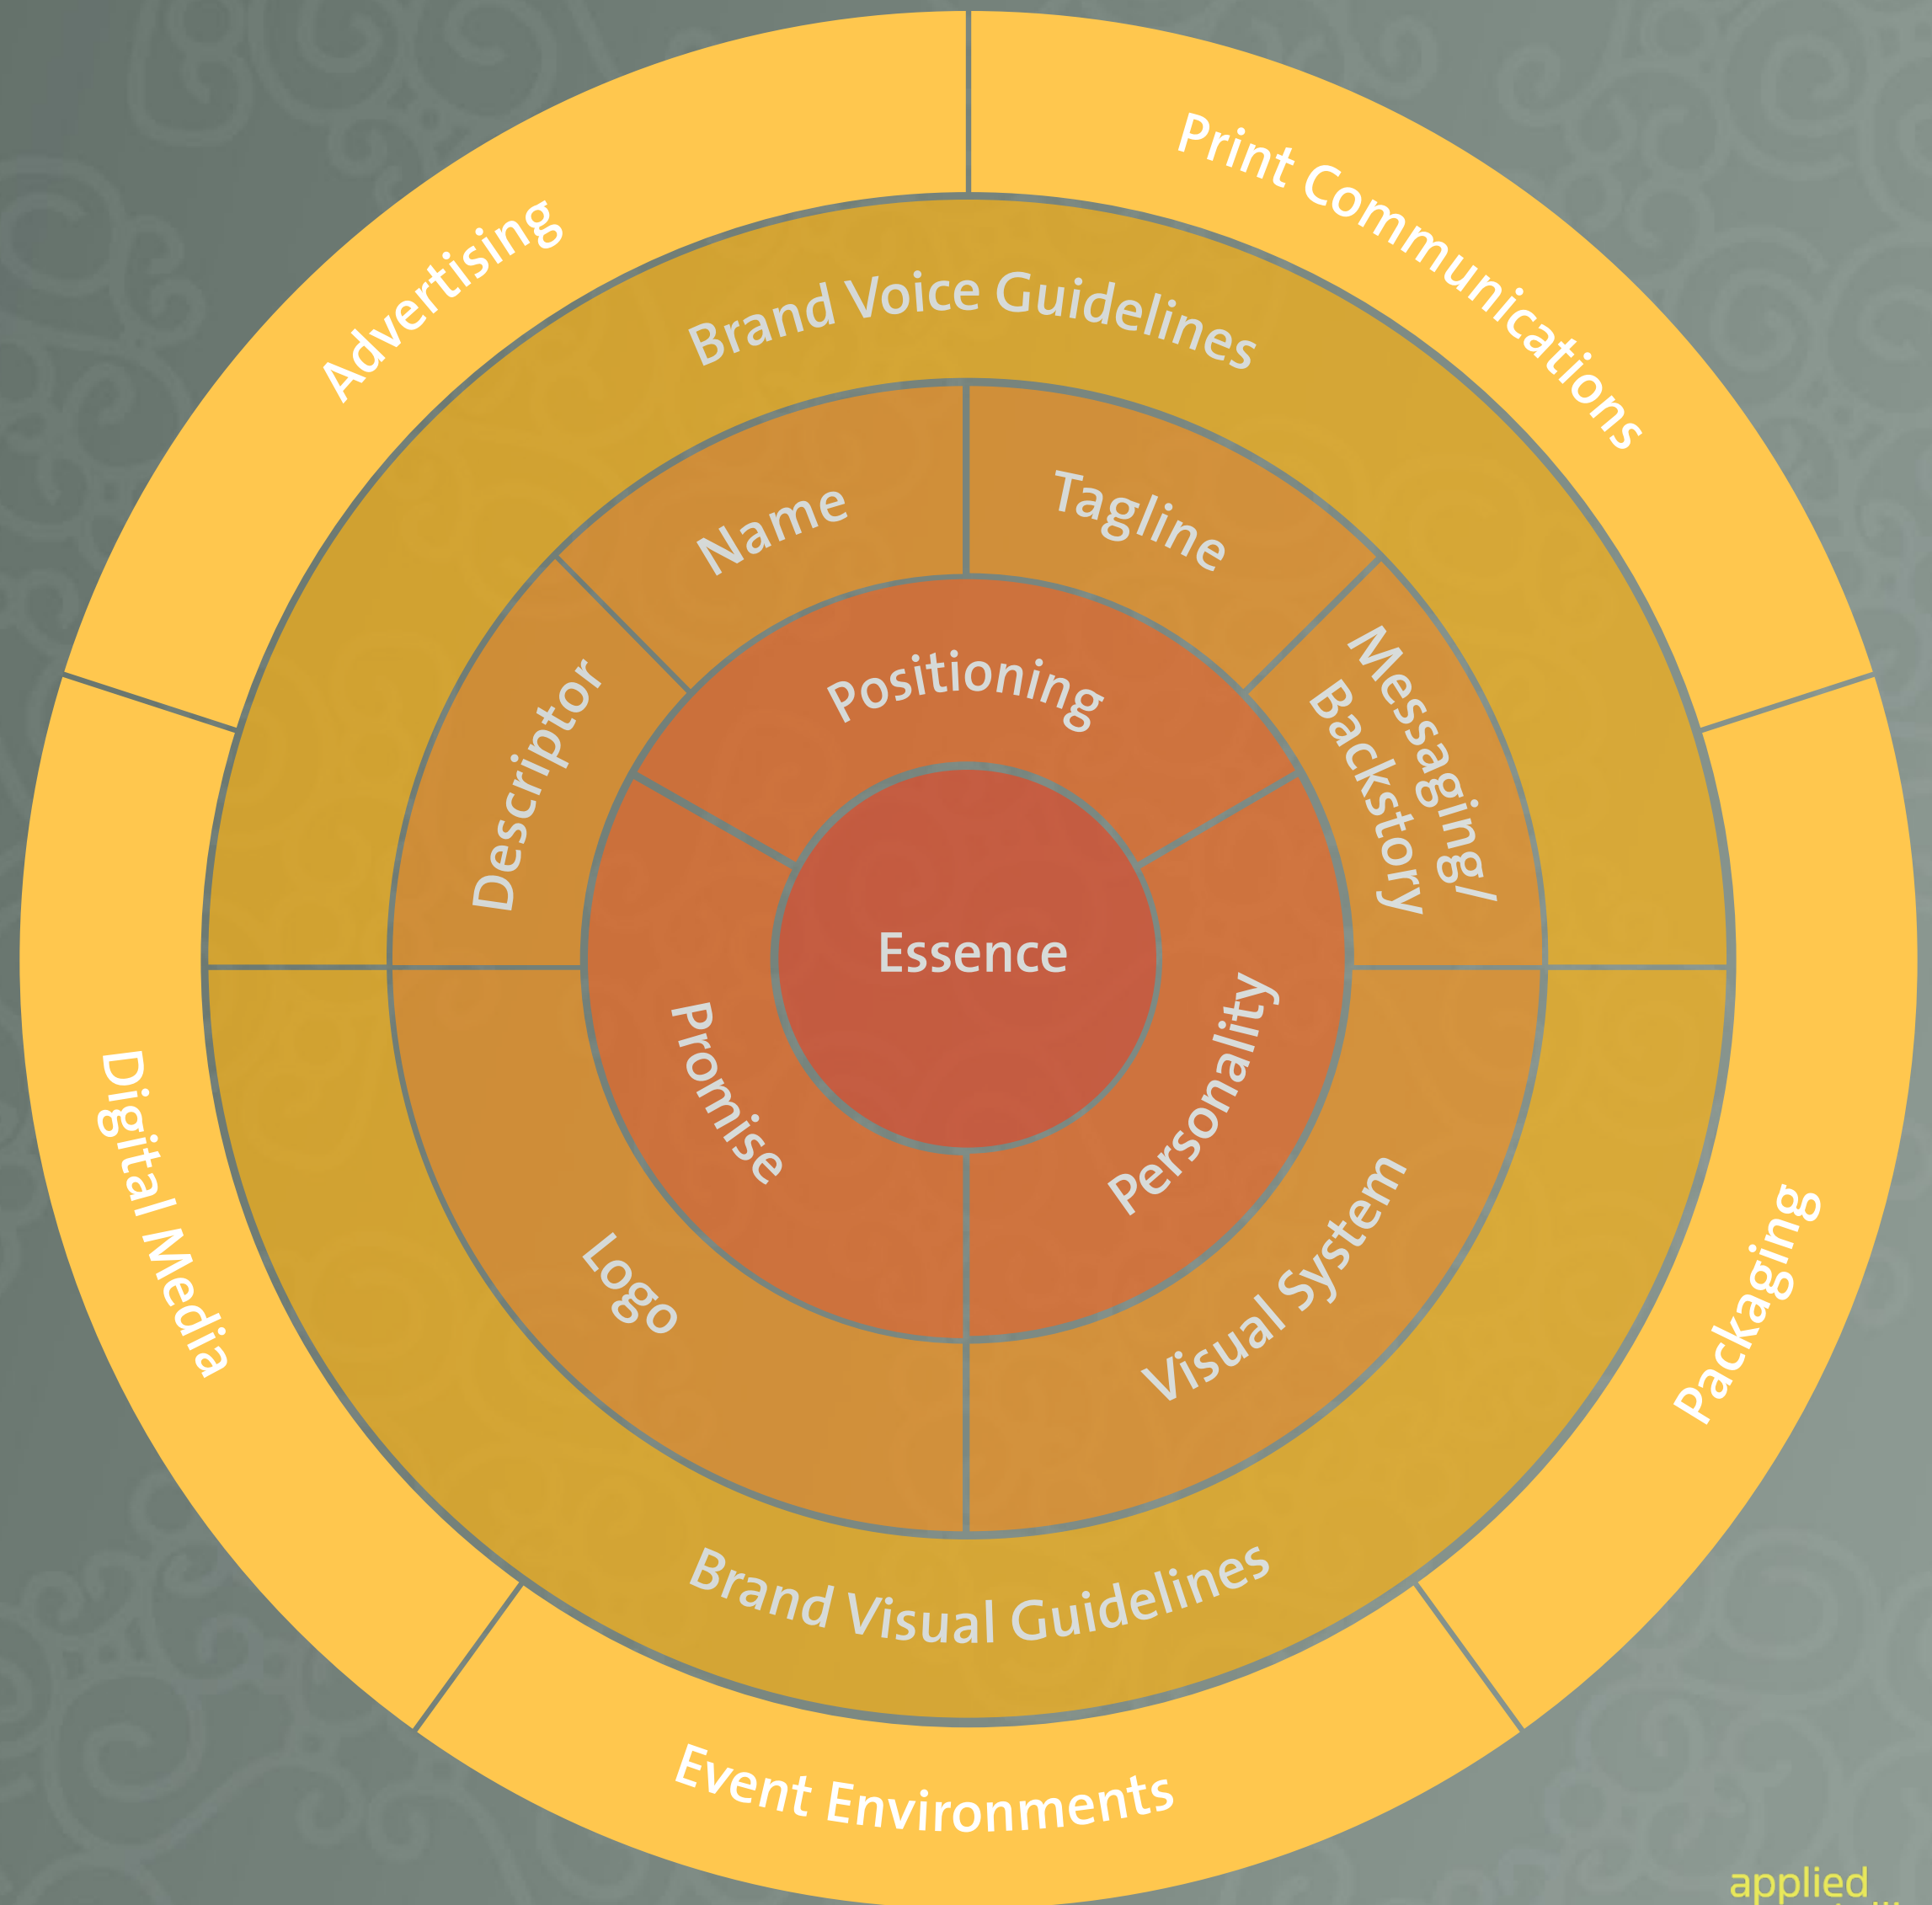 Print Communications
Advertising
Brand Voice Guidelines
Name
Tagline
Messaging/
Backstory
Descriptor
Positioning
Essence
Promise
Personality
Logo
Visual System
Digital Media
Packaging
Brand Visual Guidelines
Event Environments
applied